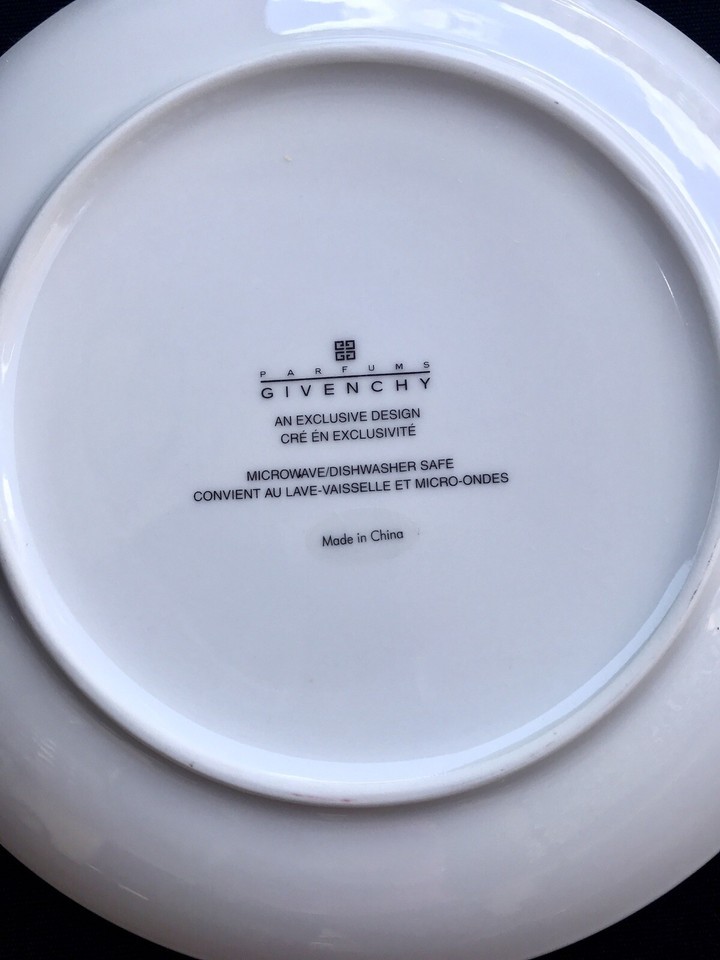 PARFUMS
GIVENCHY
AN EXCLUSIVE DESIGN
CRÉ ÉN EXCLUSIVITÉ
MICROWAVE/DISHWASHER SAFE
CONVIENT AU LAVE-VAISSELLE ET MICRO-ONDES
Made in China